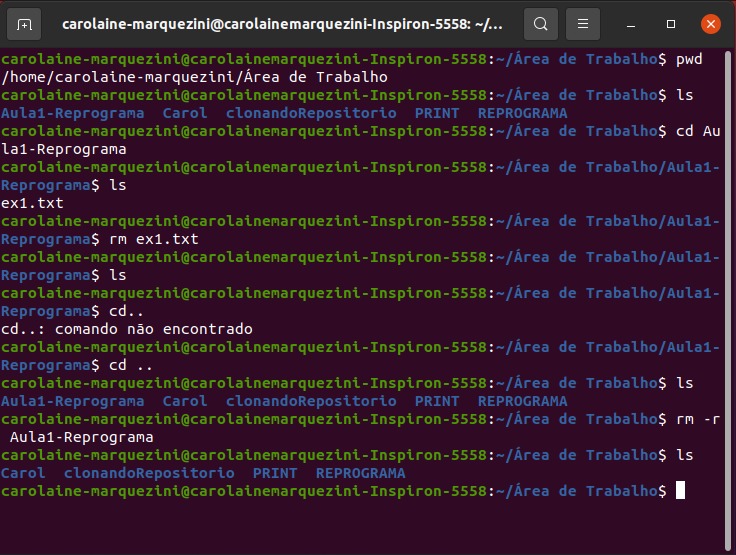 carolaine-marquezini@carolainemarquezini-Inspiron-5558: ~/...
carolaine-marquezini@carolainemarquezini-Inspiron-5558:~/Área de Trabalho$ pwd
/home/carolaine-marquezini/Área de Trabalho
carolaine-marquezini@carolainemarquezini-Inspiron-5558:~/Área de Trabalho$ ls
Aula1-Reprograma  Carol  clonandoRepositorio  PRINT  REPROGRAMA
carolaine-marquezini@carolainemarquezini-Inspiron-5558:~/Área de Trabalho$ cd Au
la1-Reprograma
carolaine-marquezini@carolainemarquezini-Inspiron-5558:~/Área de Trabalho/Aula1-
Reprograma$ ls
ex1.txt
carolaine-marquezini@carolainemarquezini-Inspiron-5558:~/Área de Trabalho/Aula1-
Reprograma$ rm ex1.txt
carolaine-marquezini@carolainemarquezini-Inspiron-5558:~/Área de Trabalho/Aula1-
Reprograma$ ls
carolaine-marquezini@carolainemarquezini-Inspiron-5558:~/Área de Trabalho/Aula1-
Reprograma$ cd..
cd..: comando não encontrado
carolaine-marquezini@carolainemarquezini-Inspiron-5558:~/Área de Trabalho/Aula1-
Reprograma$ cd ..
carolaine-marquezini@carolainemarquezini-Inspiron-5558:~/Área de Trabalho$ ls
Aula1-Reprograma  Carol  clonandoRepositorio  PRINT  REPROGRAMA
carolaine-marquezini@carolainemarquezini-Inspiron-5558:~/Área de Trabalho$ rm -r
 Aula1-Reprograma
carolaine-marquezini@carolainemarquezini-Inspiron-5558:~/Área de Trabalho$ ls
Carol  clonandoRepositorio  PRINT  REPROGRAMA
carolaine-marquezini@carolainemarquezini-Inspiron-5558:~/Área de Trabalho$